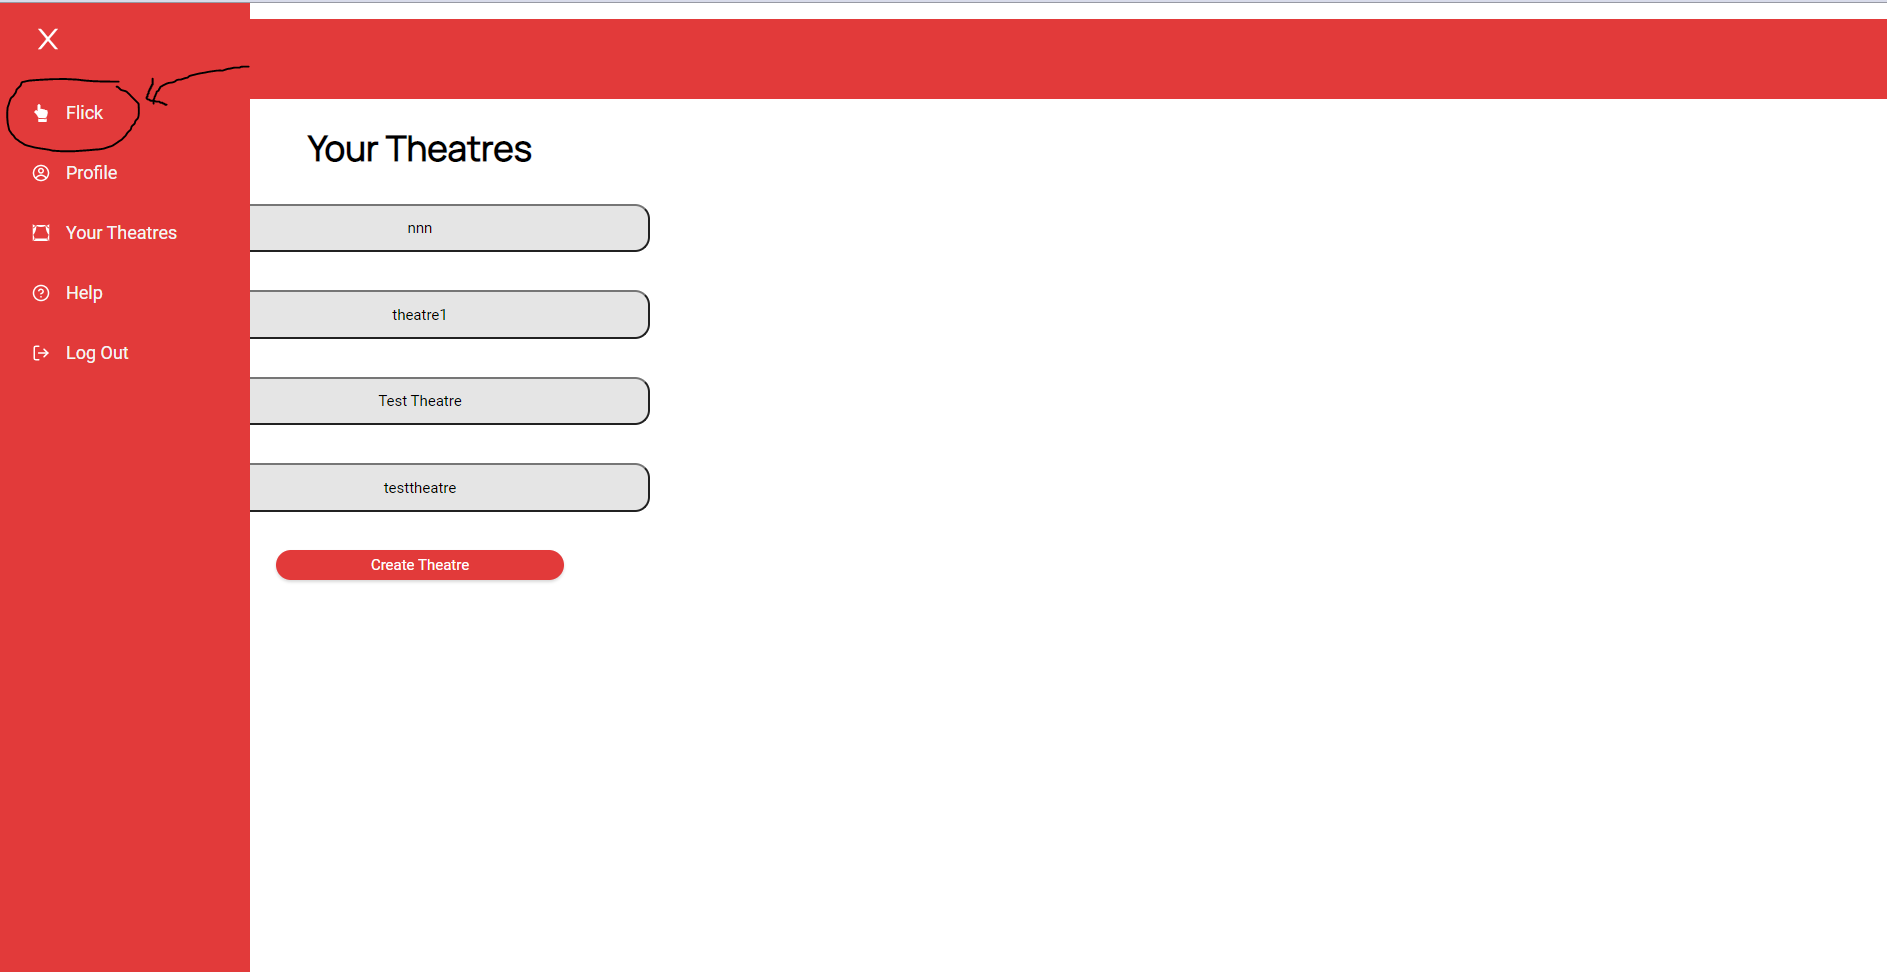 X
Flick
Profile
Your Theatres
Help
Log Out
Your Theatres
nnn
theatre1
Test Theatre
testtheatre
Create Theatre